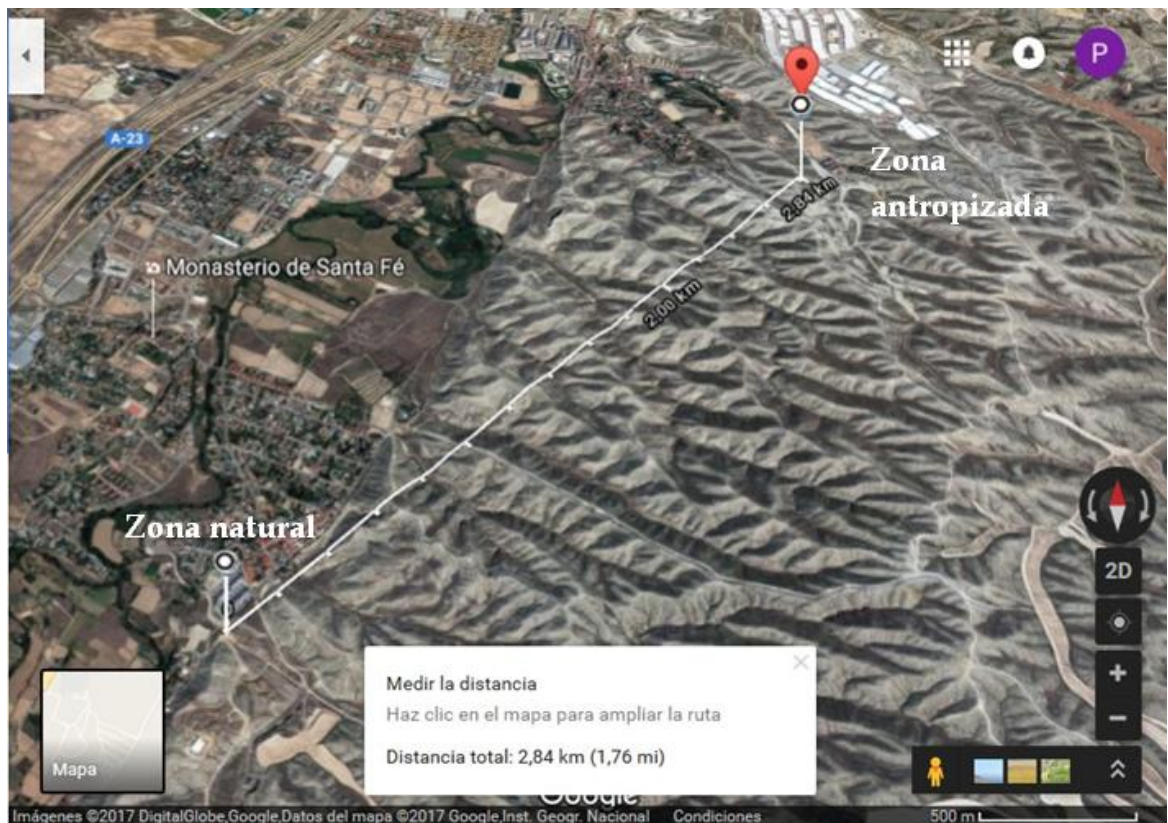 P
A-23
Zona
antropizada
2,84 km
Monasterio de Santa Fé
2,00 km
Zona natural
2D
Medir la distancia
Haz clic en el mapa para ampliar la ruta
Distancia total: 2,84 km (1,76 mi)
Mapa
Google
Imágenes ©2017 DigitalGlobe,Google,Datos del mapa ©2017 Google,Inst. Geogr. Nacional Condiciones 500 m